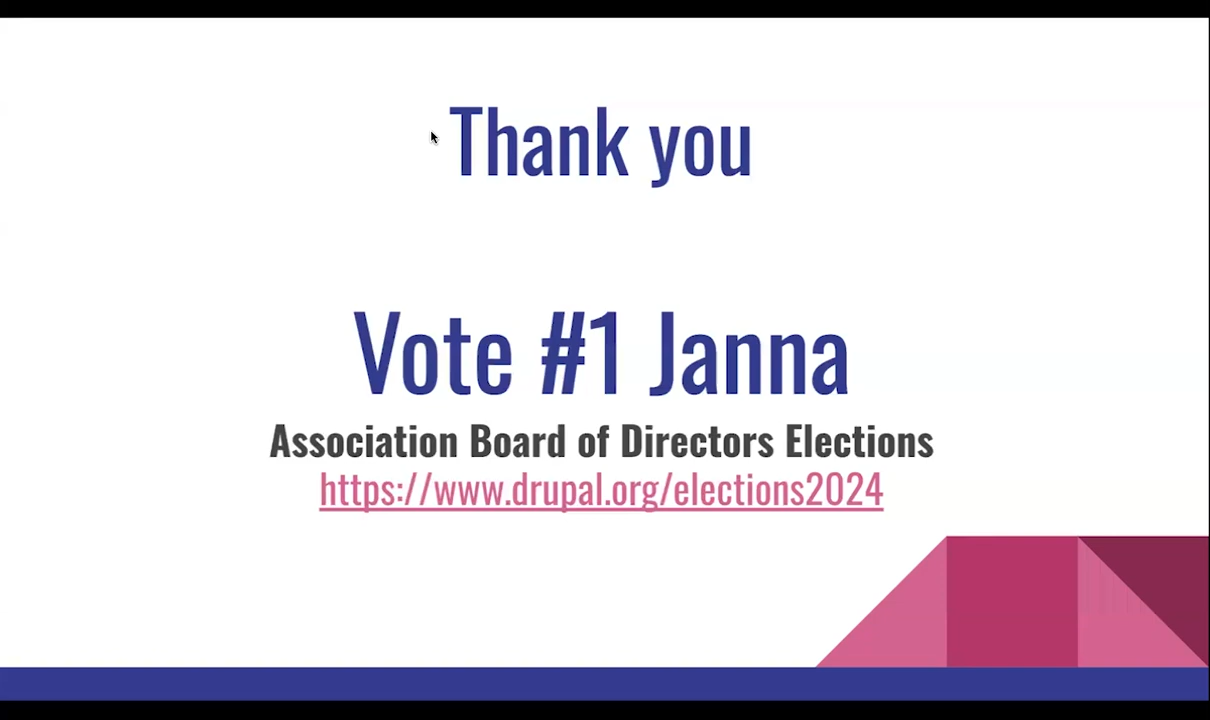 Thank you
Vote #1 Janna
Association Board of Directors Elections
https://www.drupal.org/elections2024